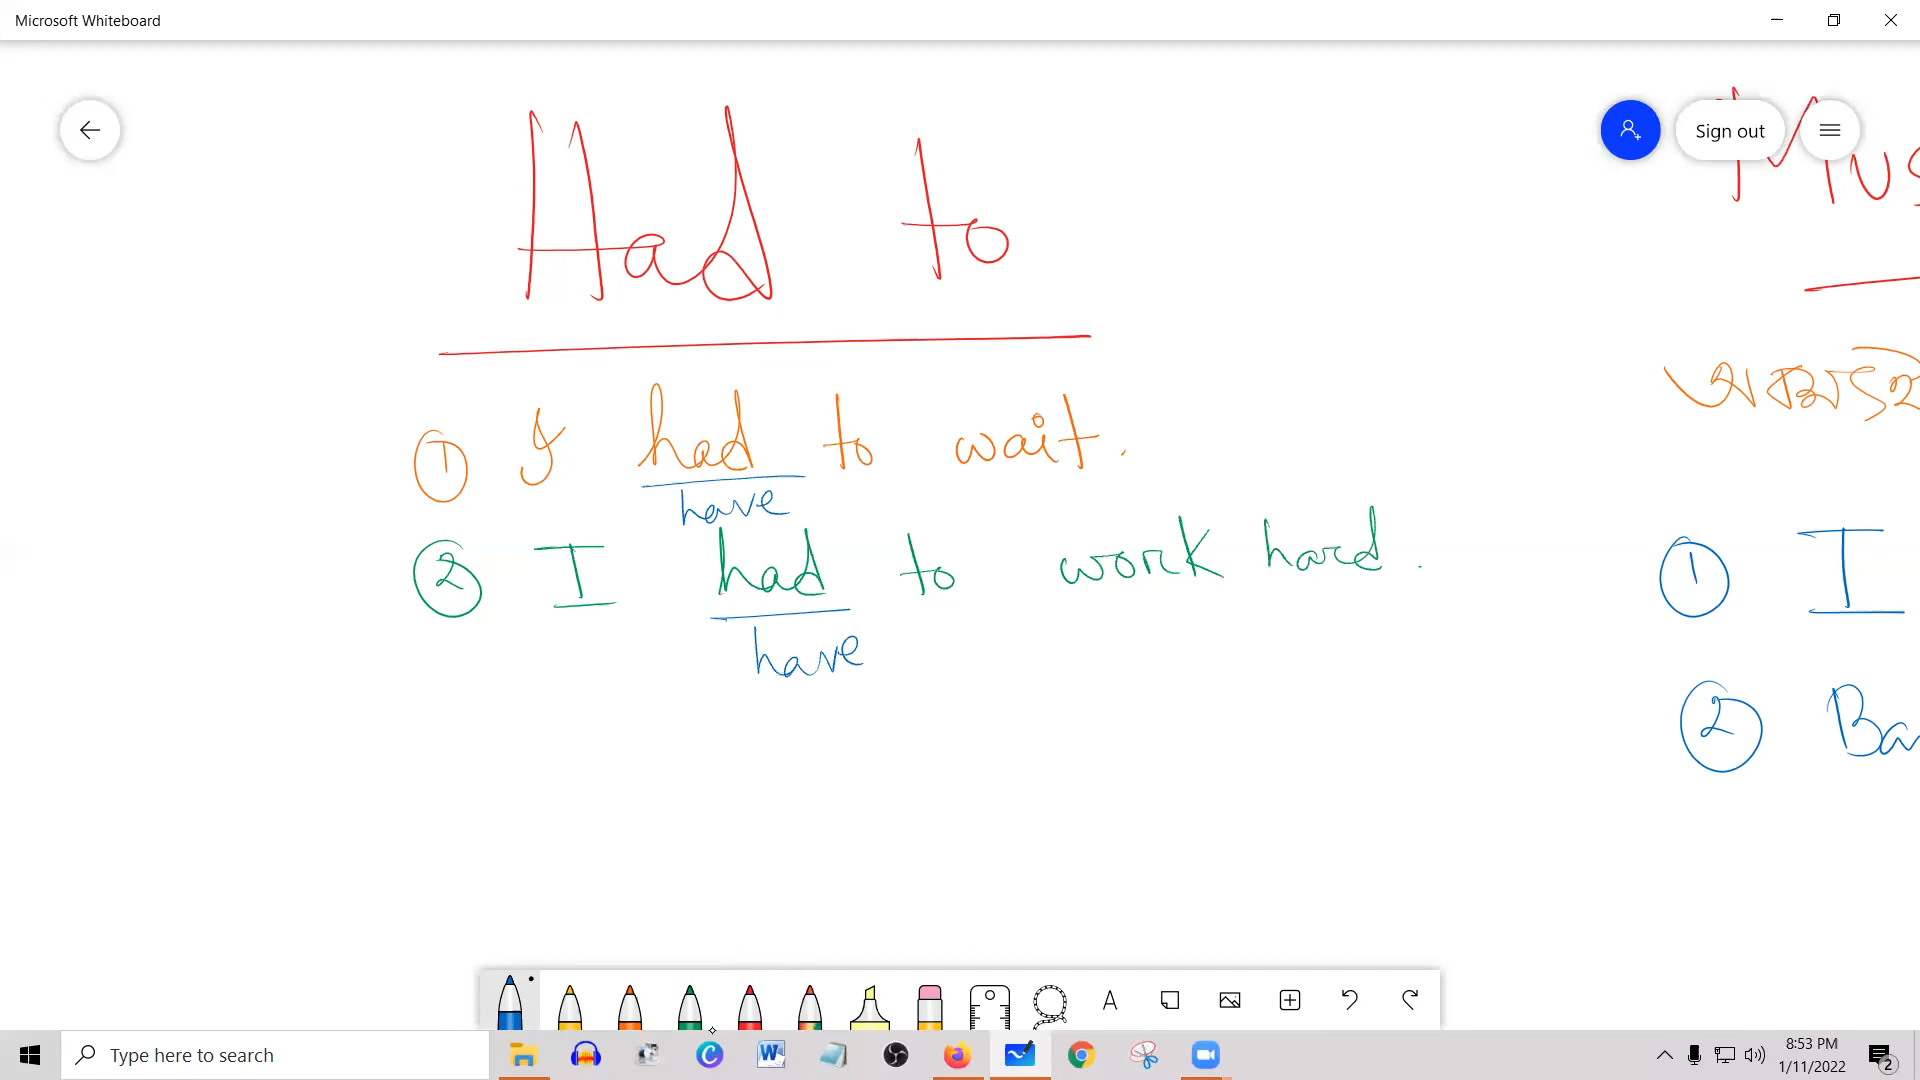 Microsoft Whiteboard
Sign out
Had to
① I had to wait.
have
② I had to work hard.
have
① I
② Ba
Type here to search
8:53 PM
1/11/2022
2